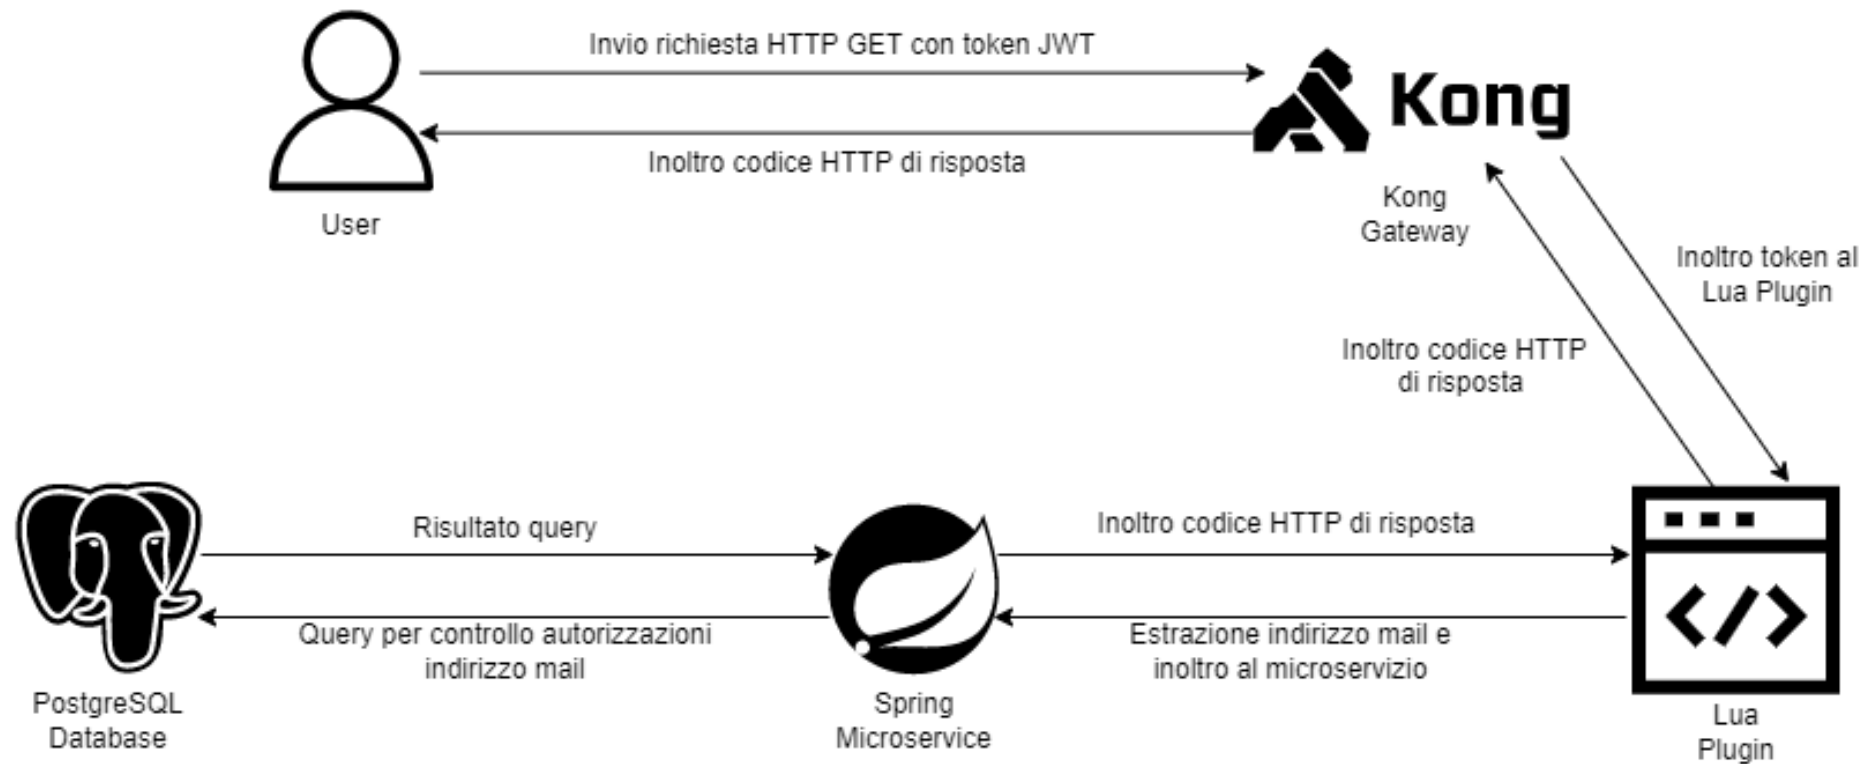 Invio richiesta HTTP GET con token JWT
Kong
Inoltro codice HTTP di risposta
User
Kong
Gateway
Inoltro token al
Lua Plugin
Inoltro codice HTTP
di risposta
Risultato query
Inoltro codice HTTP di risposta
Query per controllo autorizzazioni
indirizzo mail
Estrazione indirizzo mail e
inoltro al microservizio
PostgreSQL
Database
Spring
Microservice
Lua
Plugin